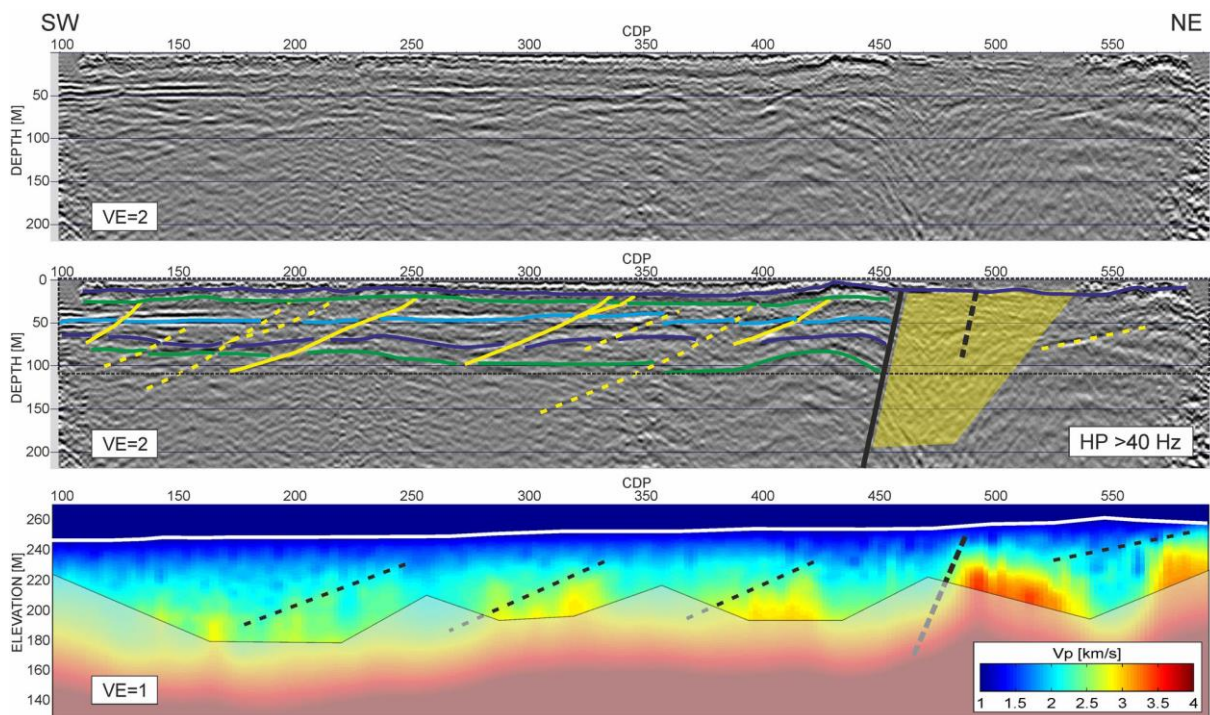 SW
NE
CDP
100 150 200 250 300 350 400 450 500 550
DEPTH [M]
50
100
150
200
VE=2
CDP
100 150 200 250 300 350 400 450 500 550
DEPTH [M]
0
50
100
150
200
VE=2
HP >40 Hz
CDP
100 150 200 250 300 350 400 450 500 550
ELEVATION [M]
260
240
220
200
180
160
140
VE=1
Vp [km/s]
1 1.5 2 2.5 3 3.5 4